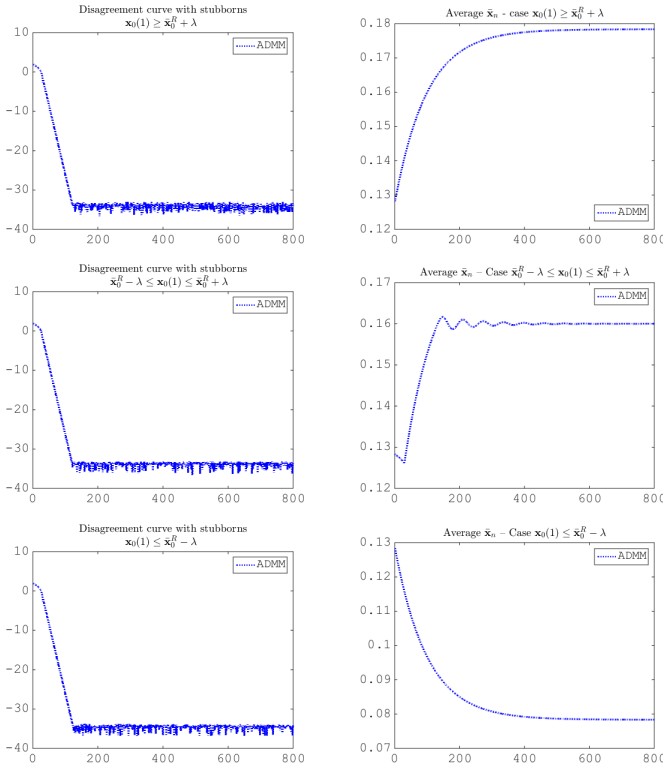 Disagreement curve with stubborns
x₀(1) ≥ x̄₀ᴿ + λ
10
0
−10
−20
−30
−40
0 200 400 600 800
ADMM
Average x̄ₙ - case x₀(1) ≥ x̄₀ᴿ + λ
0.18
0.17
0.16
0.15
0.14
0.13
0.12
0 200 400 600 800
ADMM
Disagreement curve with stubborns
x̄₀ᴿ − λ ≤ x₀(1) ≤ x̄₀ᴿ + λ
10
0
−10
−20
−30
−40
0 200 400 600 800
ADMM
Average x̄ₙ – Case x̄₀ᴿ − λ ≤ x₀(1) ≤ x̄₀ᴿ + λ
0.17
0.16
0.15
0.14
0.13
0.12
0 200 400 600 800
ADMM
Disagreement curve with stubborns
x₀(1) ≤ x̄₀ᴿ − λ
10
0
−10
−20
−30
−40
0 200 400 600 800
ADMM
Average x̄ₙ – Case x₀(1) ≤ x̄₀ᴿ − λ
0.13
0.12
0.11
0.1
0.09
0.08
0.07
0 200 400 600 800
ADMM